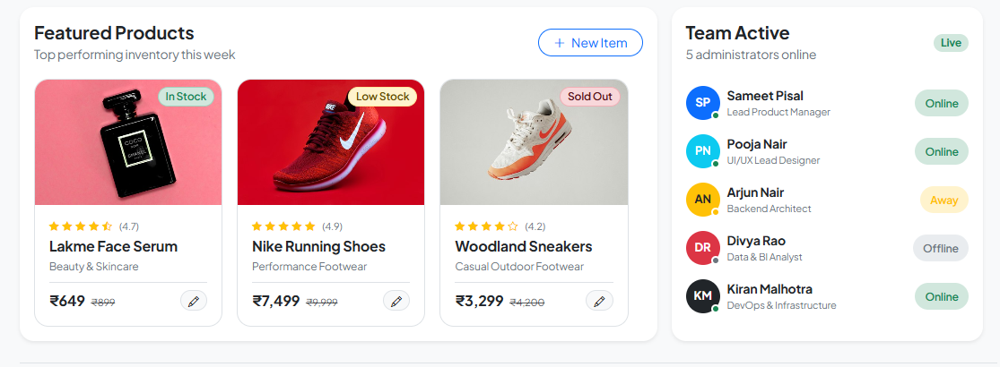 Featured Products
Top performing inventory this week
+ New Item
In Stock
COCO
NOIR
CHANEL
PARIS
(4.7)
Lakme Face Serum
Beauty & Skincare
₹649 ₹899
Low Stock
NIKE
(4.9)
Nike Running Shoes
Performance Footwear
₹7,499 ₹9,999
Sold Out
(4.2)
Woodland Sneakers
Casual Outdoor Footwear
₹3,299 ₹4,200
Team Active
5 administrators online
Live
SP
Sameet Pisal
Lead Product Manager
Online
PN
Pooja Nair
UI/UX Lead Designer
Online
AN
Arjun Nair
Backend Architect
Away
DR
Divya Rao
Data & BI Analyst
Offline
KM
Kiran Malhotra
DevOps & Infrastructure
Online